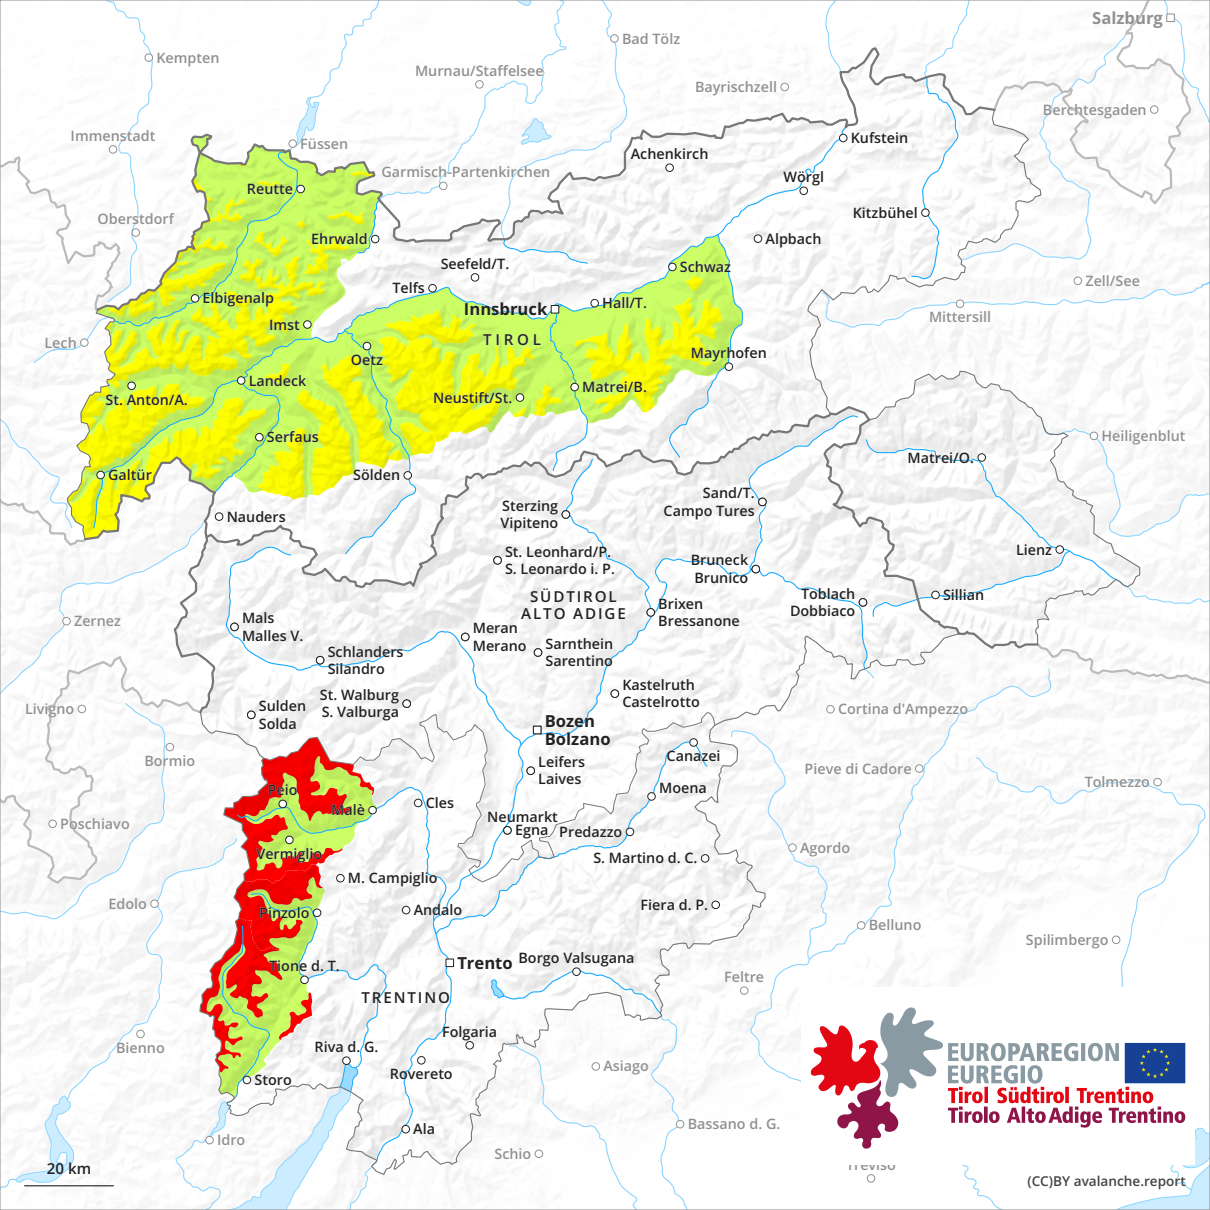 Salzburg
Kempten
Bad Tölz
Murnau/Staffelsee
Bayrischzell
Berchtesgaden
Immenstadt
Füssen
Kufstein
Achenkirch
Garmisch-Partenkirchen
Wörgl
Reutte
Oberstdorf
Kitzbühel
Ehrwald
Alpbach
Seefeld/T.
Schwaz
Zell/See
Telfs
Elbigenalp
Innsbruck
Hall/T.
Mittersill
Imst
Lech
TIROL
Oetz
Mayrhofen
Landeck
St. Anton/A.
Neustift/St.
Matrei/B.
Serfaus
Heiligenblut
Matrei/O.
Galtür
Sölden
Sand/T.
Campo Tures
Sterzing
Vipiteno
Nauders
St. Leonhard/P.
S. Leonardo i. P.
Bruneck
Brunico
Lienz
SÜDTIROL
ALTO ADIGE
Toblach
Dobbiaco
Sillian
Brixen
Bressanone
Zernez
Mals
Malles V.
Meran
Merano
Sarnthein
Sarentino
Schlanders
Silandro
Kastelruth
Castelrotto
St. Walburg
S. Valburga
Livigno
Sulden
Solda
Cortina d'Ampezzo
Bozen
Bolzano
Bormio
Canazei
Leifers
Laives
Pieve di Cadore
Tolmezzo
Peio
Moena
Malè
Cles
Poschiavo
Neumarkt
Egna
Predazzo
Vermiglio
Agordo
S. Martino d. C.
M. Campiglio
Edolo
Pinzolo
Andalo
Fiera d. P.
Belluno
Spilimbergo
Tione d. T.
Trento
Borgo Valsugana
Feltre
TRENTINO
Bienno
Riva d. G.
Folgaria
Rovereto
Asiago
Storo
EUROPAREGION
EUREGIO
Tirol Südtirol Trentino
Tirolo Alto Adige Trentino
Idro
Ala
Bassano d. G.
Schio
Treviso
20 km
(CC)BY avalanche.report